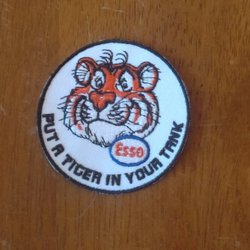 Esso
PUT A TIGER IN YOUR TANK